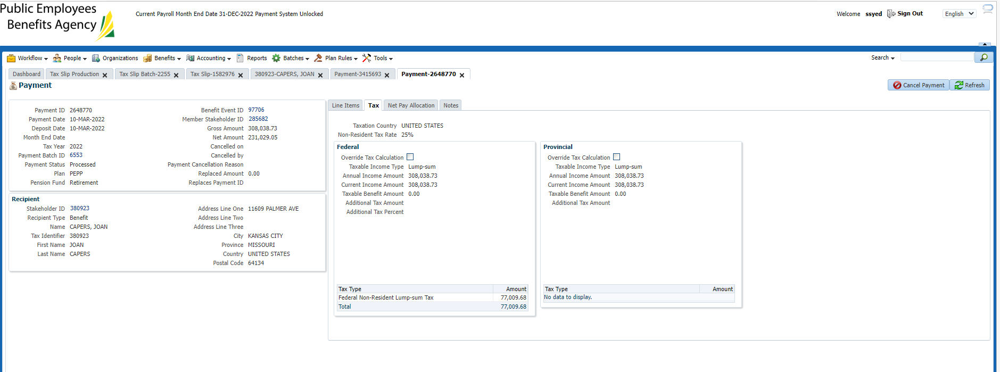 Public Employees
Benefits Agency
Current Payroll Month End Date 31-DEC-2022 Payment System Unlocked
Welcome ssyed Sign Out English
Workflow People Organizations Benefits Accounting Reports Batches Plan Rules Tools Search
Dashboard Tax Slip Production Tax Slip Batch-2255 Tax Slip-1582976 380923-CAPERS, JOAN Payment-3415693 Payment-2648770
Payment
Cancel Payment Refresh
Payment ID 2648770
Payment Date 10-MAR-2022
Deposit Date 10-MAR-2022
Month End Date
Tax Year 2022
Payment Batch ID 6553
Payment Status Processed
Plan PEPP
Pension Fund Retirement
Benefit Event ID 97706
Member Stakeholder ID 285682
Gross Amount 308,038.73
Net Amount 231,029.05
Cancelled on
Cancelled by
Payment Cancellation Reason
Replaced Amount 0.00
Replaces Payment ID
Recipient
Stakeholder ID 380923
Recipient Type Benefit
Name CAPERS, JOAN
Tax Identifier 380923
First Name JOAN
Last Name CAPERS
Address Line One 11609 PALMER AVE
Address Line Two
Address Line Three
City KANSAS CITY
Province MISSOURI
Country UNITED STATES
Postal Code 64134
Line Items Tax Net Pay Allocation Notes
Taxation Country UNITED STATES
Non-Resident Tax Rate 25%
Federal
Override Tax Calculation
Taxable Income Type Lump-sum
Annual Income Amount 308,038.73
Current Income Amount 308,038.73
Taxable Benefit Amount 0.00
Additional Tax Amount
Additional Tax Percent
Tax Type Amount
Federal Non-Resident Lump-sum Tax 77,009.68
Total 77,009.68
Provincial
Override Tax Calculation
Taxable Income Type Lump-sum
Annual Income Amount 308,038.73
Current Income Amount 308,038.73
Taxable Benefit Amount 0.00
Additional Tax Amount
Tax Type Amount
No data to display.